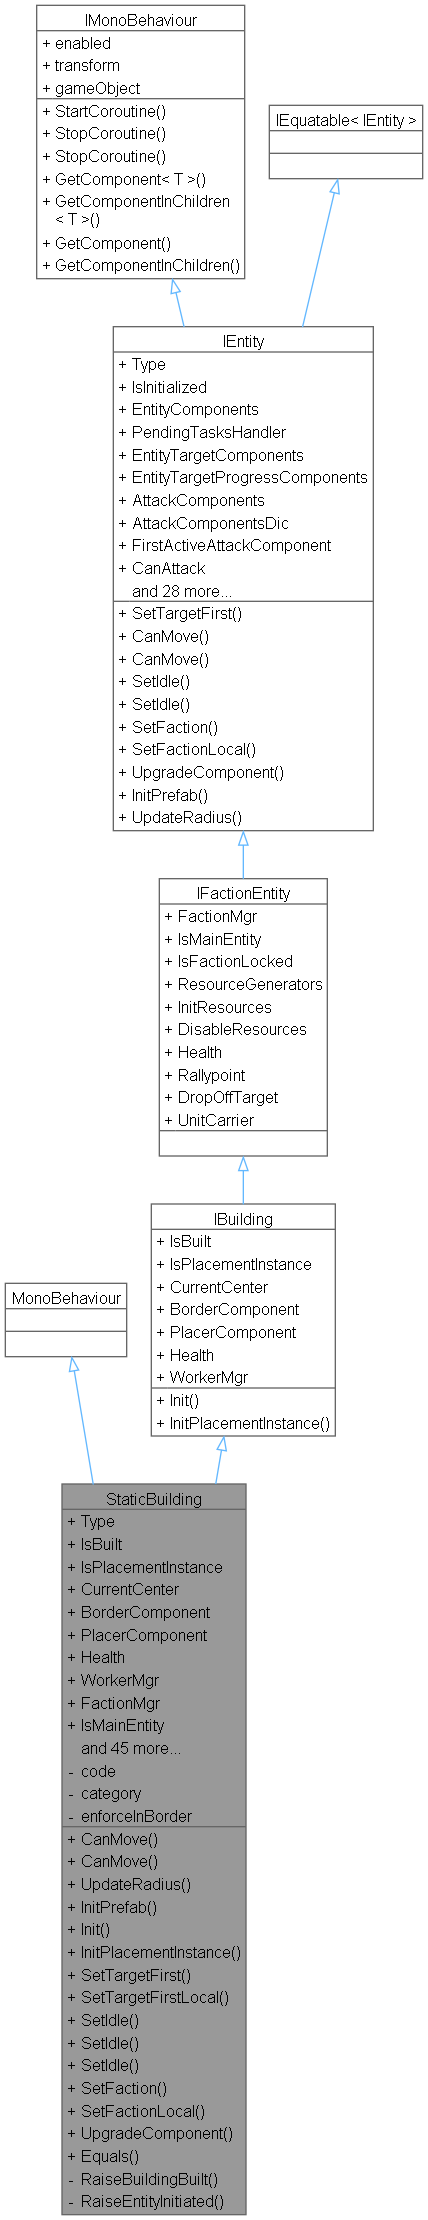 IMonoBehaviour
+ enabled
+ transform
+ gameObject
+ StartCoroutine()
+ StopCoroutine()
+ StopCoroutine()
+ GetComponent< T >()
+ GetComponentInChildren
< T >()
+ GetComponent()
+ GetComponentInChildren()
IEquatable< IEntity >
IEntity
+ Type
+ IsInitialized
+ EntityComponents
+ PendingTasksHandler
+ EntityTargetComponents
+ EntityTargetProgressComponents
+ AttackComponents
+ AttackComponentsDic
+ FirstActiveAttackComponent
+ CanAttack
and 28 more...
+ SetTargetFirst()
+ CanMove()
+ CanMove()
+ SetIdle()
+ SetIdle()
+ SetFaction()
+ SetFactionLocal()
+ UpgradeComponent()
+ InitPrefab()
+ UpdateRadius()
IFactionEntity
+ FactionMgr
+ IsMainEntity
+ IsFactionLocked
+ ResourceGenerators
+ InitResources
+ DisableResources
+ Health
+ Rallypoint
+ DropOffTarget
+ UnitCarrier
IBuilding
+ IsBuilt
+ IsPlacementInstance
+ CurrentCenter
+ BorderComponent
+ PlacerComponent
+ Health
+ WorkerMgr
+ Init()
+ InitPlacementInstance()
MonoBehaviour
StaticBuilding
+ Type
+ IsBuilt
+ IsPlacementInstance
+ CurrentCenter
+ BorderComponent
+ PlacerComponent
+ Health
+ WorkerMgr
+ FactionMgr
+ IsMainEntity
and 45 more...
- code
- category
- enforceInBorder
+ CanMove()
+ CanMove()
+ UpdateRadius()
+ InitPrefab()
+ Init()
+ InitPlacementInstance()
+ SetTargetFirst()
+ SetTargetFirstLocal()
+ SetIdle()
+ SetIdle()
+ SetIdle()
+ SetFaction()
+ SetFactionLocal()
+ UpgradeComponent()
+ Equals()
- RaiseBuildingBuilt()
- RaiseEntityInitiated()